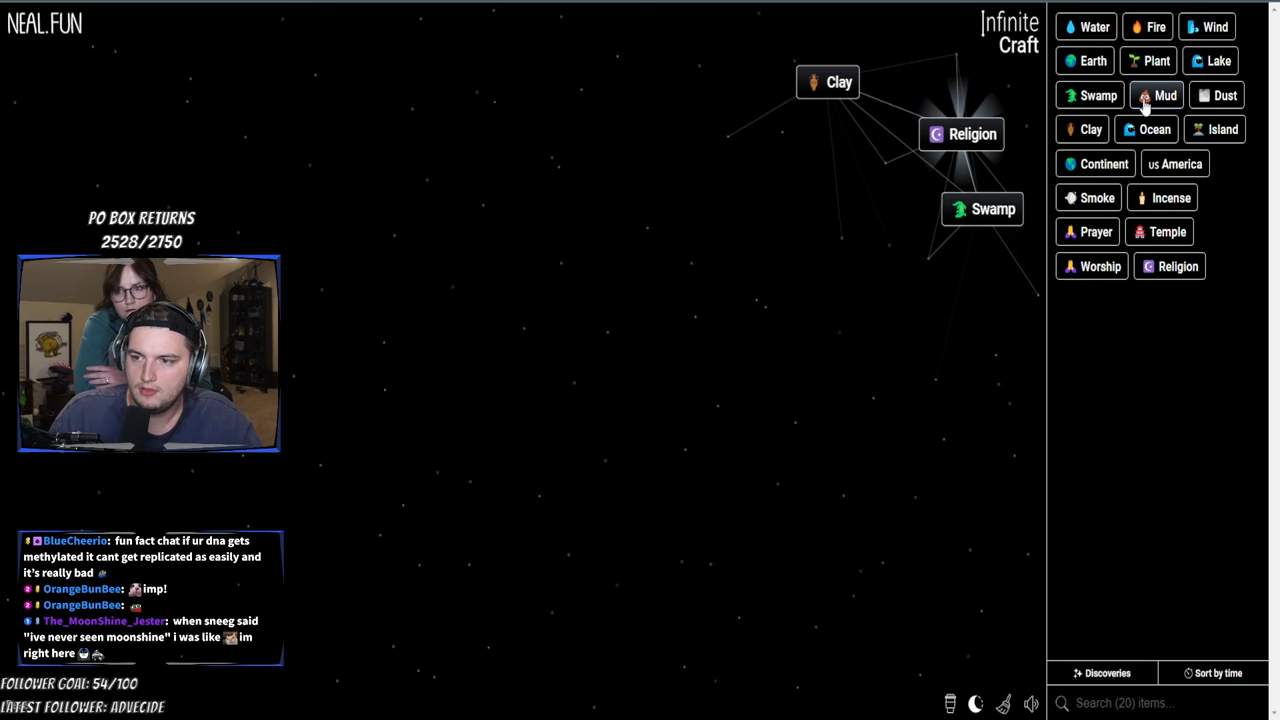 NEAL.FUN
Infinite
Craft
Clay
Religion
Swamp
Water Fire Wind
Earth Plant Lake
Swamp Mud Dust
Clay Ocean Island
Continent US America
Smoke Incense
Prayer Temple
Worship Religion
PO BOX RETURNS
2528/2750
BlueCheerio: fun fact chat if ur dna gets
methylated it cant get replicated as easily and
it's really bad
OrangeBunBee: imp!
OrangeBunBee:
The_MoonShine_Jester: when sneeg said
"ive never seen moonshine" i was like im
right here
FOLLOWER GOAL: 54/100
LATEST FOLLOWER: ADVECIDE
Discoveries Sort by time
Search (20) items...